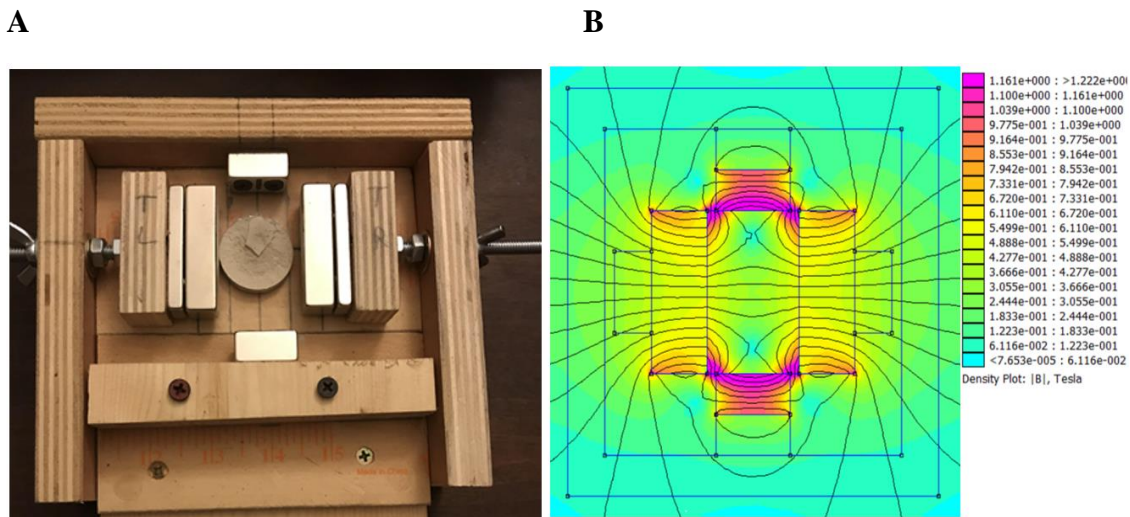 A
B
T
L
T
R
3
4
5
Made in China
1.161e+000 : >1.222e+00
1.100e+000 : 1.161e+000
1.039e+000 : 1.100e+000
9.775e-001 : 1.039e+000
9.164e-001 : 9.775e-001
8.553e-001 : 9.164e-001
7.942e-001 : 8.553e-001
7.331e-001 : 7.942e-001
6.720e-001 : 7.331e-001
6.110e-001 : 6.720e-001
5.499e-001 : 6.110e-001
4.888e-001 : 5.499e-001
4.277e-001 : 4.888e-001
3.666e-001 : 4.277e-001
3.055e-001 : 3.666e-001
2.444e-001 : 3.055e-001
1.833e-001 : 2.444e-001
1.223e-001 : 1.833e-001
6.116e-002 : 1.223e-001
<7.653e-005 : 6.116e-002
Density Plot: |B|, Tesla